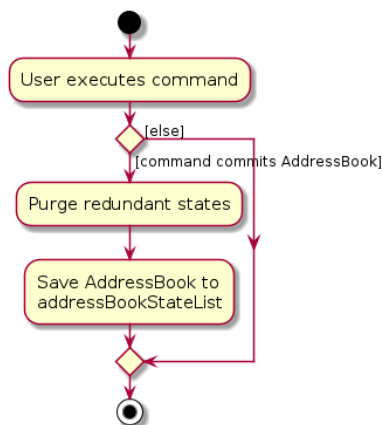 User executes command
[else]
[command commits AddressBook]
Purge redundant states
Save AddressBook to
addressBookStateList